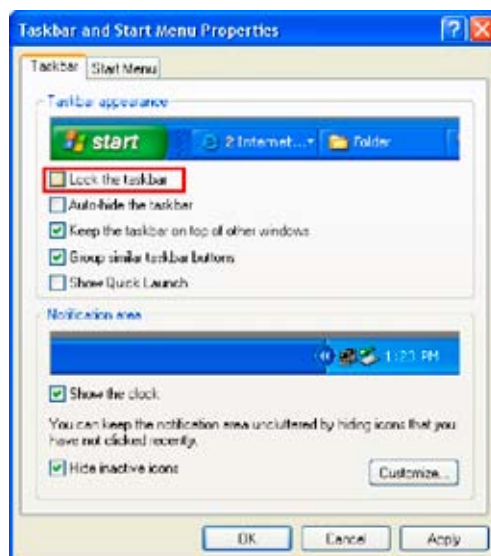 Taskbar and Start Menu Properties
Taskbar Start Menu
Taskbar appearance
start 2 Internet... Folder
Lock the taskbar
Auto-hide the taskbar
Keep the taskbar on top of other windows
Group similar taskbar buttons
Show Quick Launch
Notification area
1:23 PM
Show the clock
You can keep the notification area uncluttered by hiding icons that you
have not clicked recently.
Hide inactive icons
Customize...
OK Cancel Apply